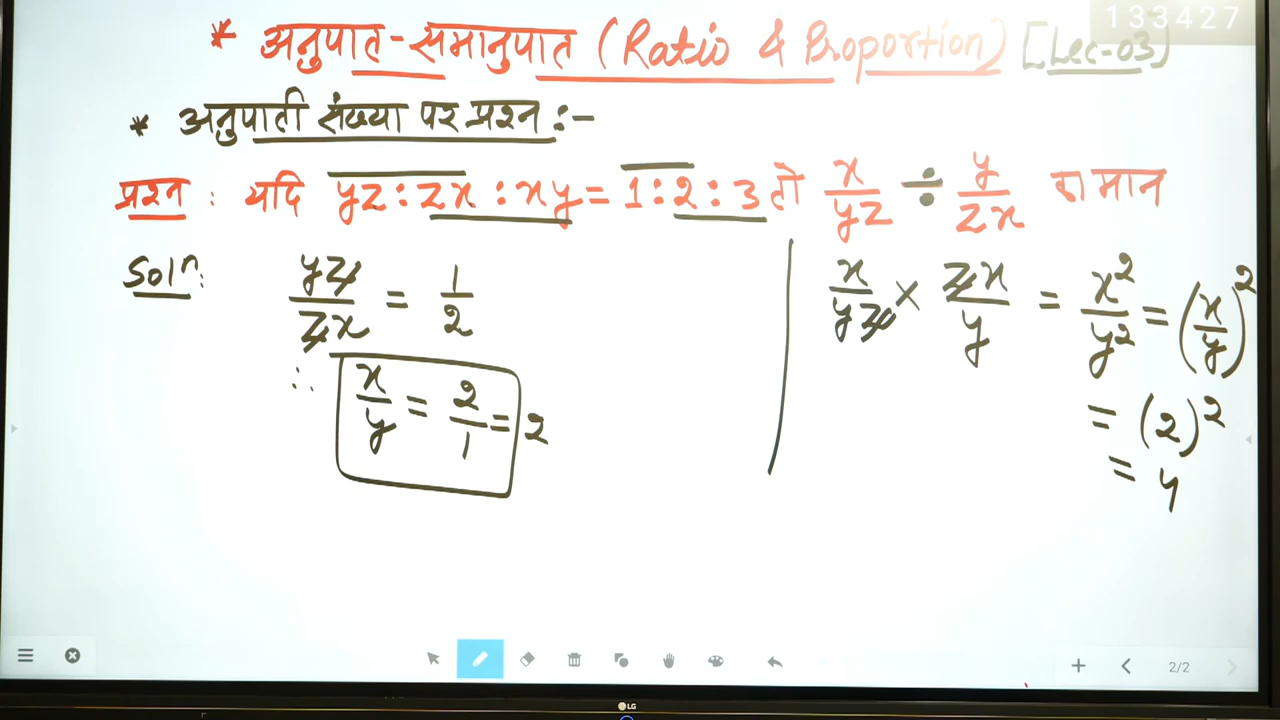 133427
* अनुपात-समानुपात (Ratio & Proportion) [Lec-03]
* अनुपाती संख्या पर प्रश्न :-
प्रश्न : यदि yz : zx : xy = 1 : 2 : 3 तो x/yz ÷ y/zx का मान
Solⁿ: yz/zx = 1/2
∴ x/y = 2/1 = 2
x/yz × zx/y = x²/y² = (x/y)²
= (2)²
= 4
2/2
LG